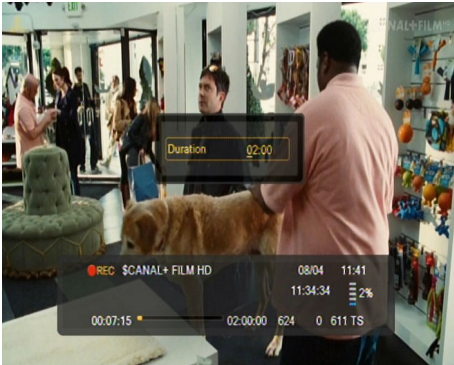 CANAL+FILM HD
Duration 02:00
REC $CANAL+ FILM HD 08/04 11:41
11:34:34 2%
00:07:15 02:00:00 624 0 611 TS